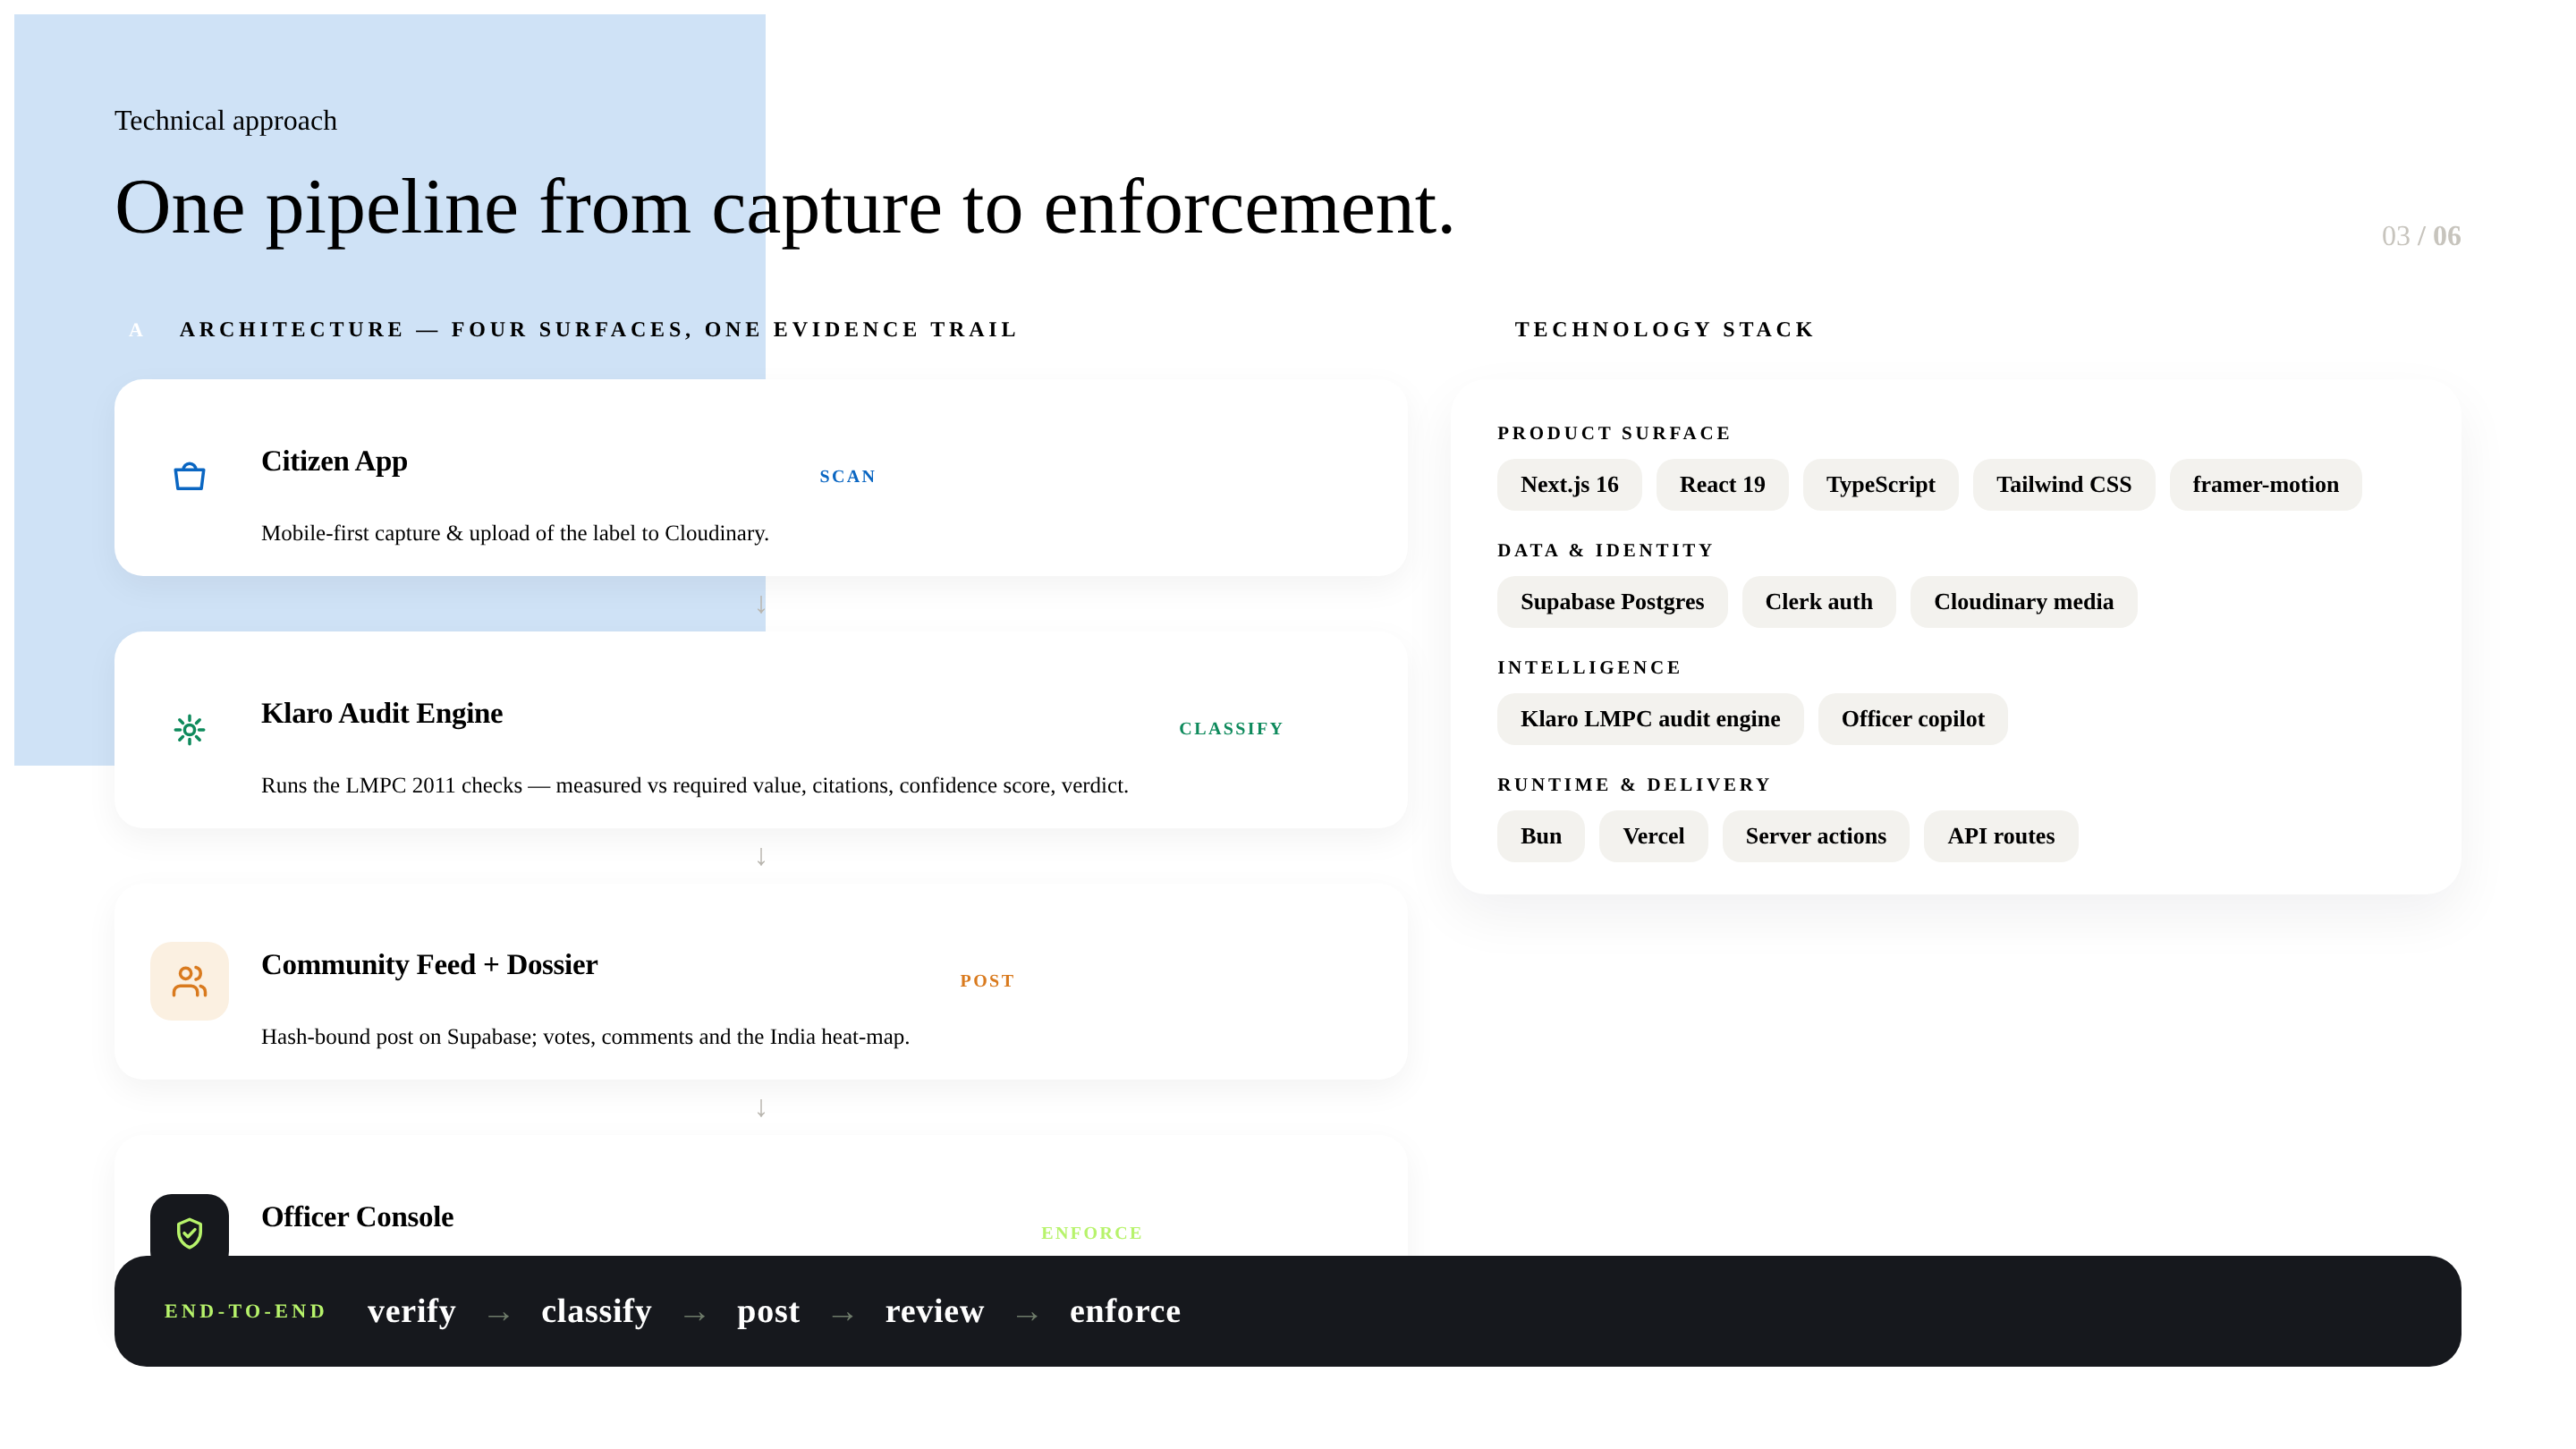 Technical approach
One pipeline from capture to enforcement.
03 / 06
A ARCHITECTURE — FOUR SURFACES, ONE EVIDENCE TRAIL
Citizen App
SCAN
Mobile-first capture & upload of the label to Cloudinary.
↓
Klaro Audit Engine
CLASSIFY
Runs the LMPC 2011 checks — measured vs required value, citations, confidence score, verdict.
↓
Community Feed + Dossier
POST
Hash-bound post on Supabase; votes, comments and the India heat-map.
↓
Officer Console
ENFORCE
TECHNOLOGY STACK
PRODUCT SURFACE
Next.js 16 React 19 TypeScript Tailwind CSS framer-motion
DATA & IDENTITY
Supabase Postgres Clerk auth Cloudinary media
INTELLIGENCE
Klaro LMPC audit engine Officer copilot
RUNTIME & DELIVERY
Bun Vercel Server actions API routes
END-TO-END verify → classify → post → review → enforce